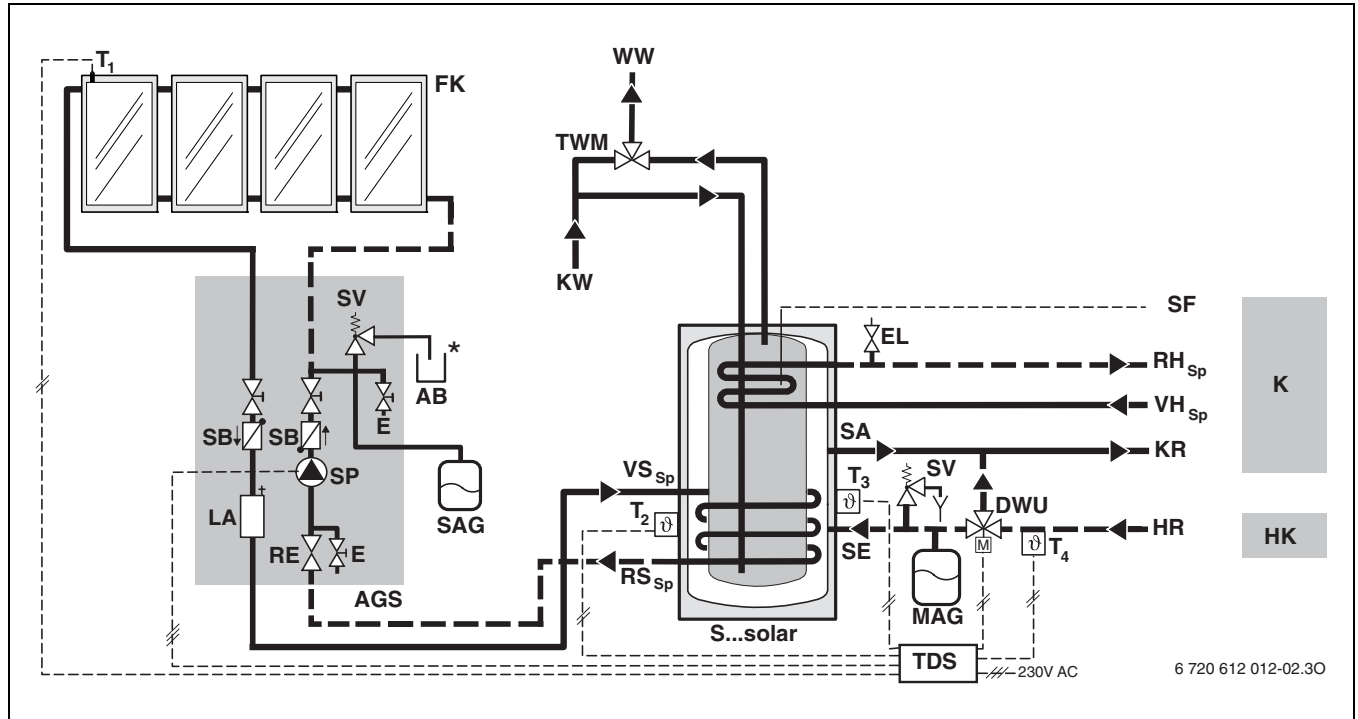 T1
FK
WW
TWM
KW
SV
*
AB
E
SB
SB
SP
LA
RE
E
AGS
SAG
SF
EL
RHSp
K
VHSp
SA
KR
SV
T3
DWU
VSSp
T2
ϑ
ϑ
HR
HK
M
ϑ
T4
SE
RSSp
MAG
S...solar
TDS
230V AC
6 720 612 012-02.3O
+